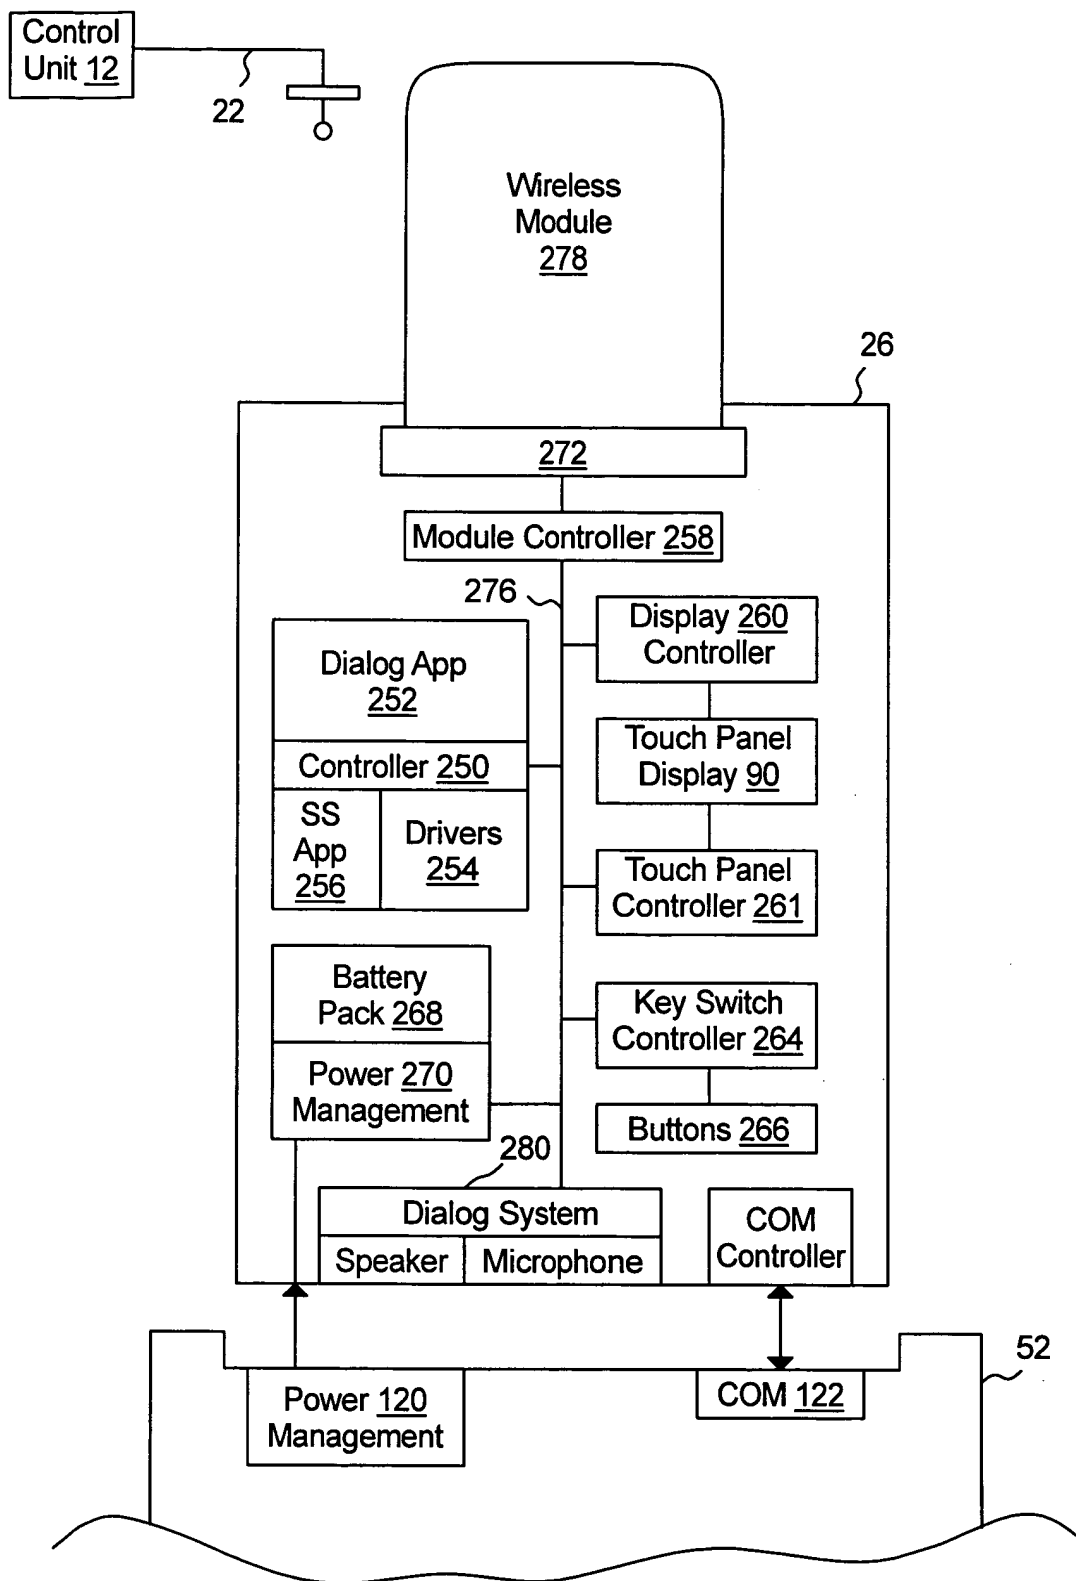 Control
Unit 12
22
Wireless
Module
278
26
272
Module Controller 258
276
Display 260
Controller
Dialog App
252
Touch Panel
Display 90
Controller 250
SS
App
256
Drivers
254
Touch Panel
Controller 261
Battery
Pack 268
Key Switch
Controller 264
Power 270
Management
Buttons 266
280
Dialog System
Speaker
Microphone
COM
Controller
52
Power 120
Management
COM 122